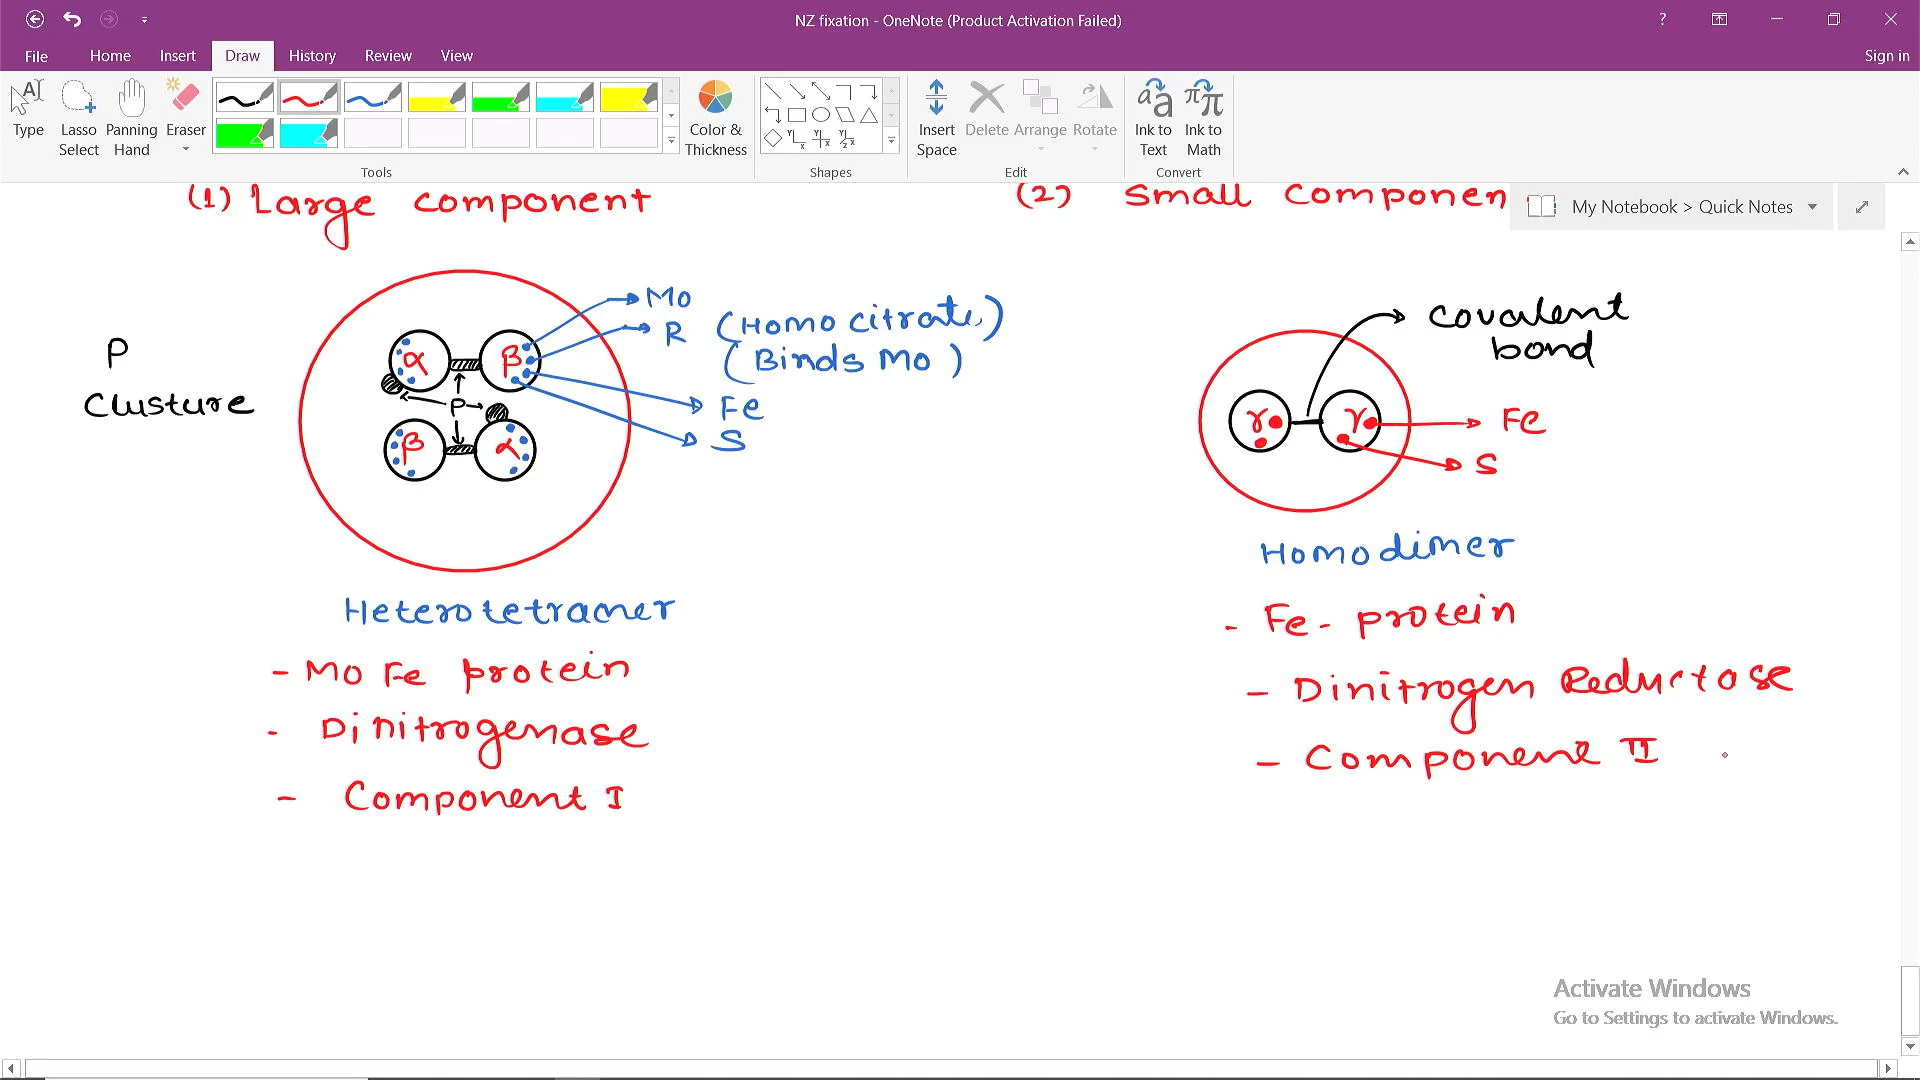 NZ fixation - OneNote (Product Activation Failed)
?
File Home Insert Draw History Review View
Sign in
Type
Lasso Select
Panning Hand
Eraser
Color & Thickness
Insert Space
Delete
Arrange
Rotate
Ink to Text
Ink to Math
Tools
Shapes
Edit
Convert
My Notebook > Quick Notes
(1) Large component
(2) Small Componen
P
Clusture
α
β
P
β
α
Mo
R (Homocitrate,)
(Binds Mo)
Fe
S
Heterotetramer
- Mo Fe protein
- Dinitrogenase
- Component I
Covalent
bond
γ
γ
Fe
S
Homodimer
- Fe - protein
- Dinitrogen Reductase
- Component II
Activate Windows
Go to Settings to activate Windows.